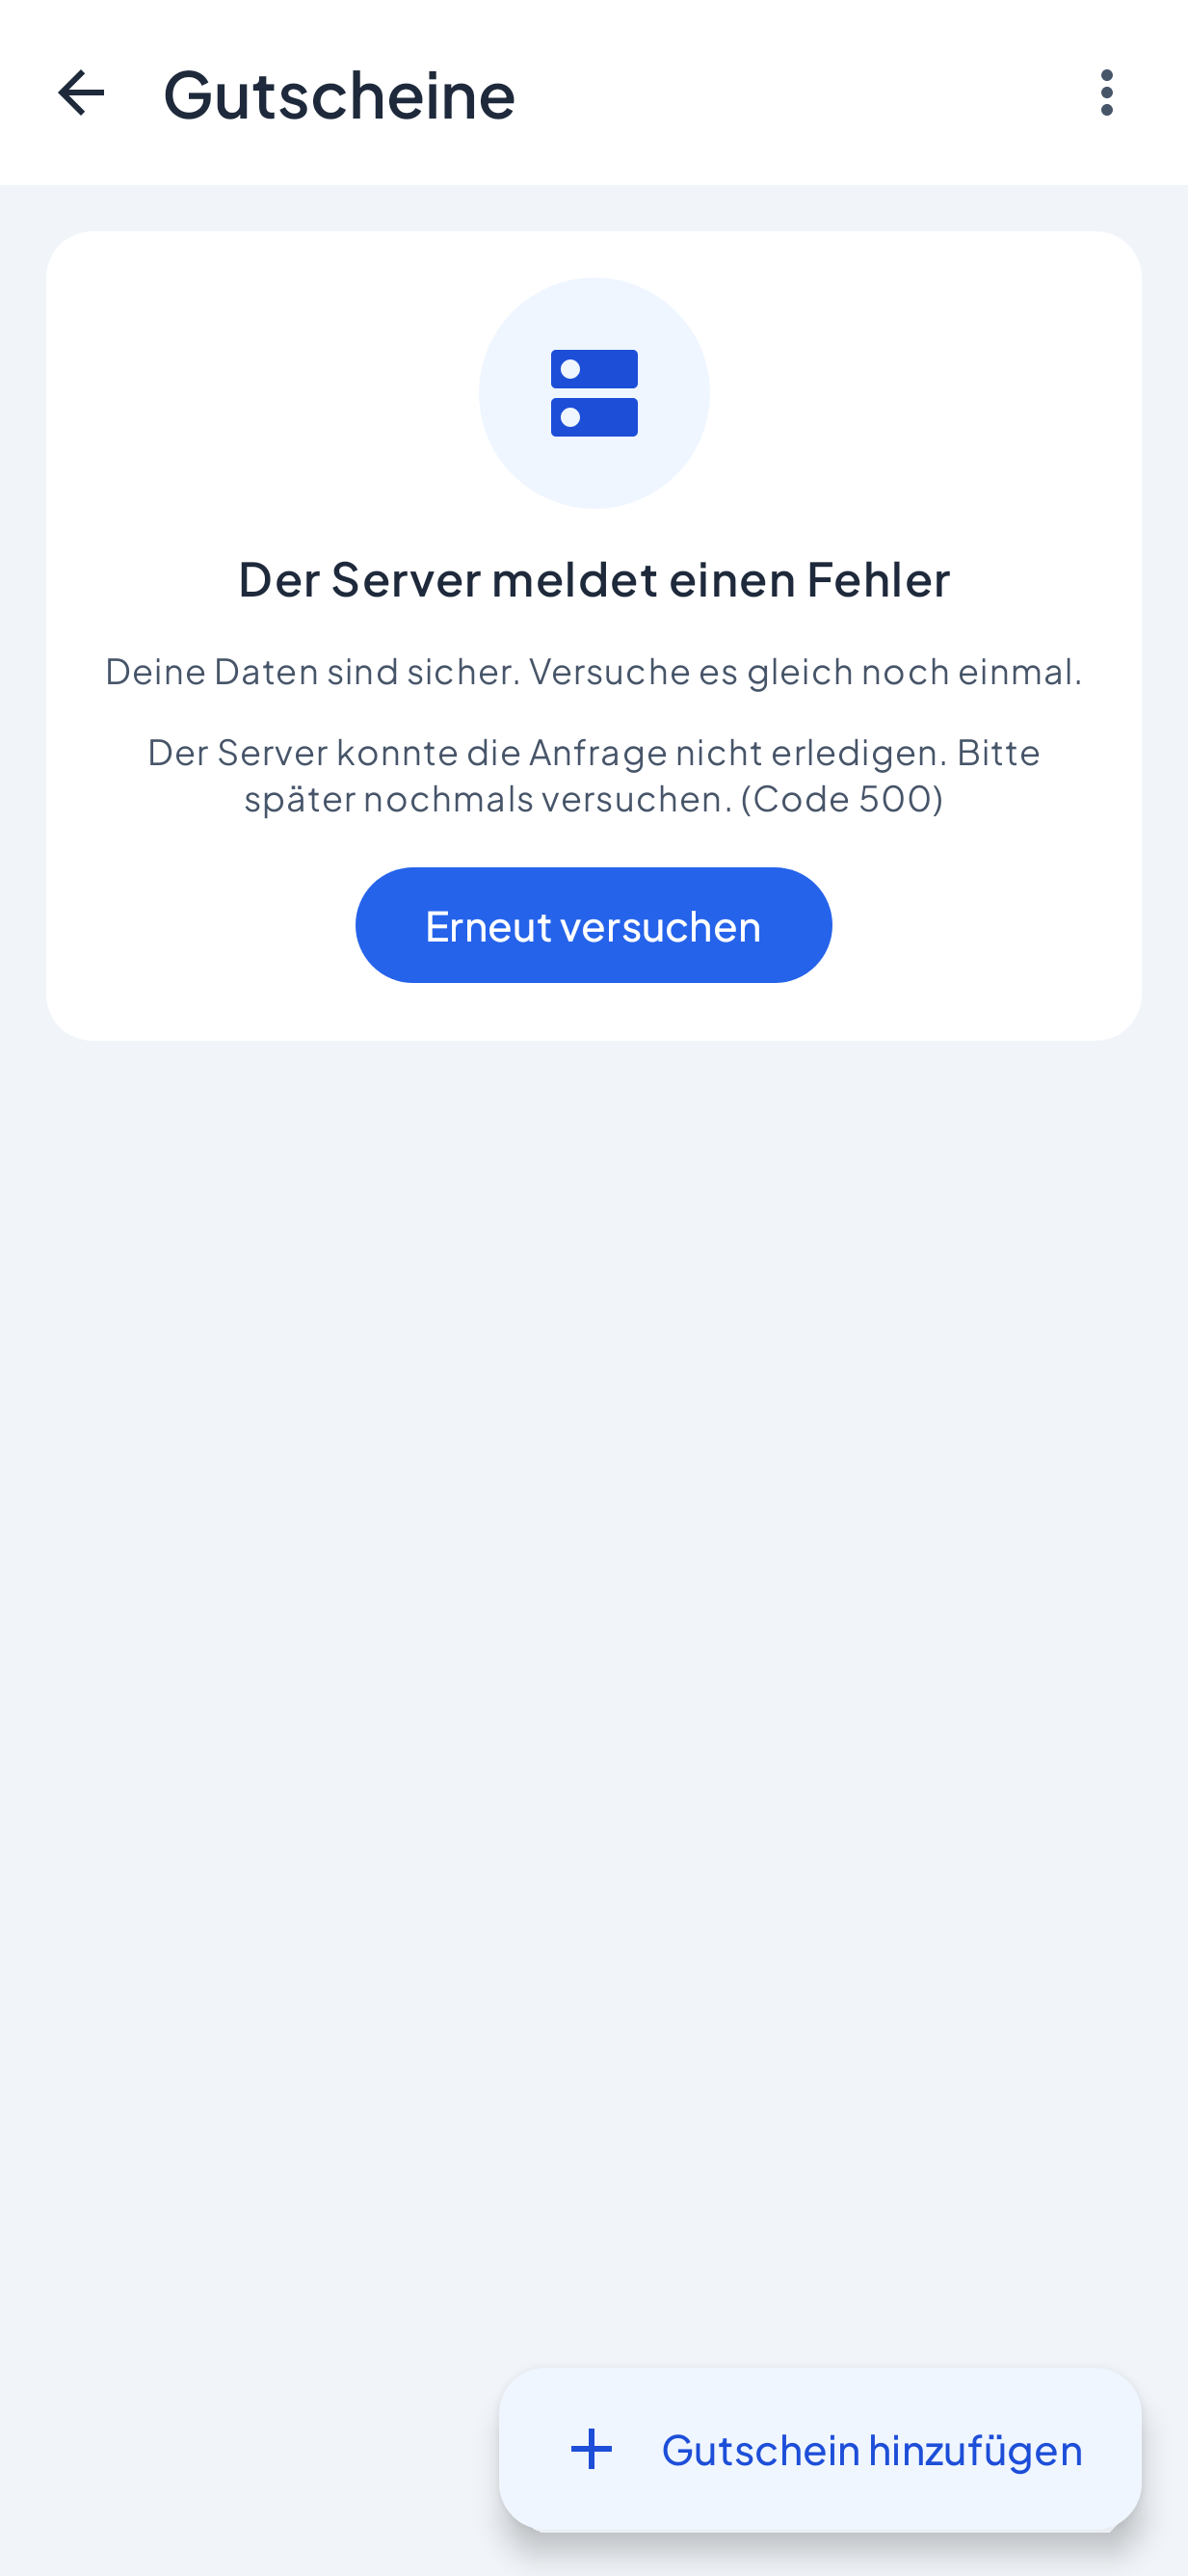 Gutscheine
Der Server meldet einen Fehler
Deine Daten sind sicher. Versuche es gleich noch einmal.
Der Server konnte die Anfrage nicht erledigen. Bitte
später nochmals versuchen. (Code 500)
Erneut versuchen
Gutschein hinzufügen